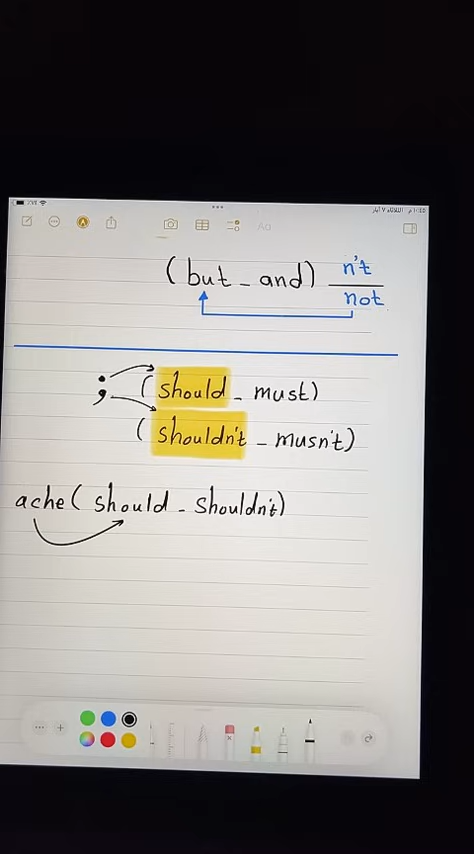 (but - and) n't
not
; (should - must)
(shouldn't - musn't)
ache (should - shouldn't)